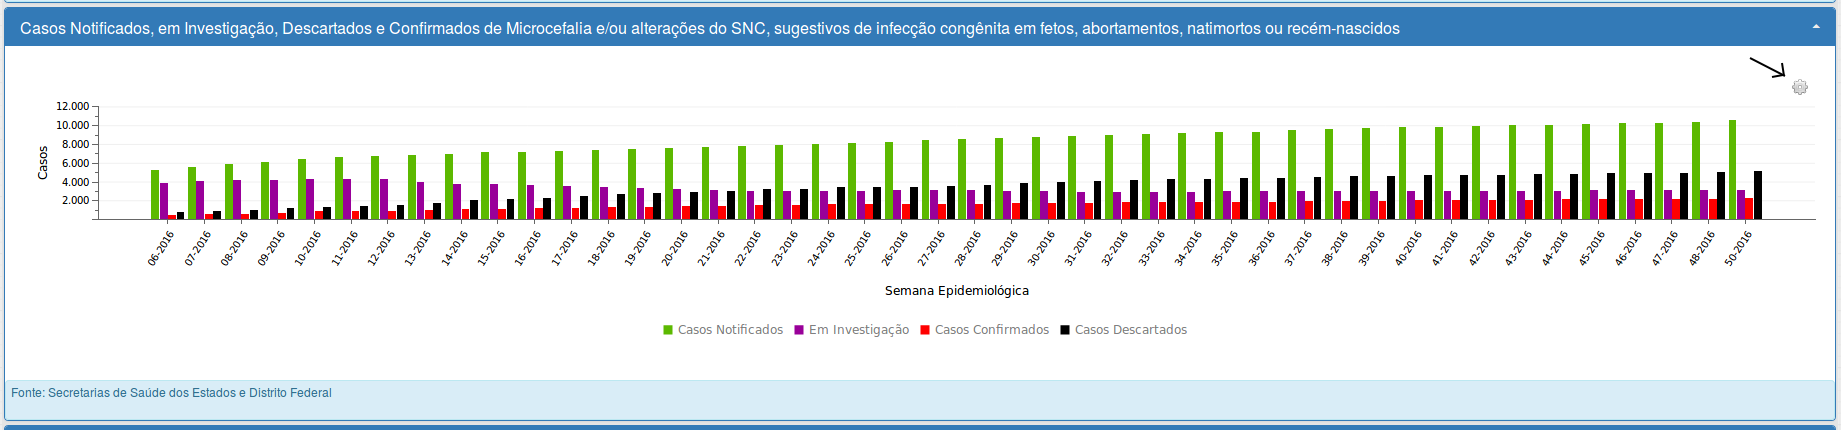 Casos Notificados, em Investigação, Descartados e Confirmados de Microcefalia e/ou alterações do SNC, sugestivos de infecção congênita em fetos, abortamentos, natimortos ou recém-nascidos
12.000
10.000
8.000
6.000
4.000
2.000
Casos
06-2016 07-2016 08-2016 09-2016 10-2016 11-2016 12-2016 13-2016 14-2016 15-2016 16-2016 17-2016 18-2016 19-2016 20-2016 21-2016 22-2016 23-2016 24-2016 25-2016 26-2016 27-2016 28-2016 29-2016 30-2016 31-2016 32-2016 33-2016 34-2016 35-2016 36-2016 37-2016 38-2016 39-2016 40-2016 41-2016 42-2016 43-2016 44-2016 45-2016 46-2016 47-2016 48-2016 50-2016
Semana Epidemiológica
Casos Notificados Em Investigação Casos Confirmados Casos Descartados
Fonte: Secretarias de Saúde dos Estados e Distrito Federal